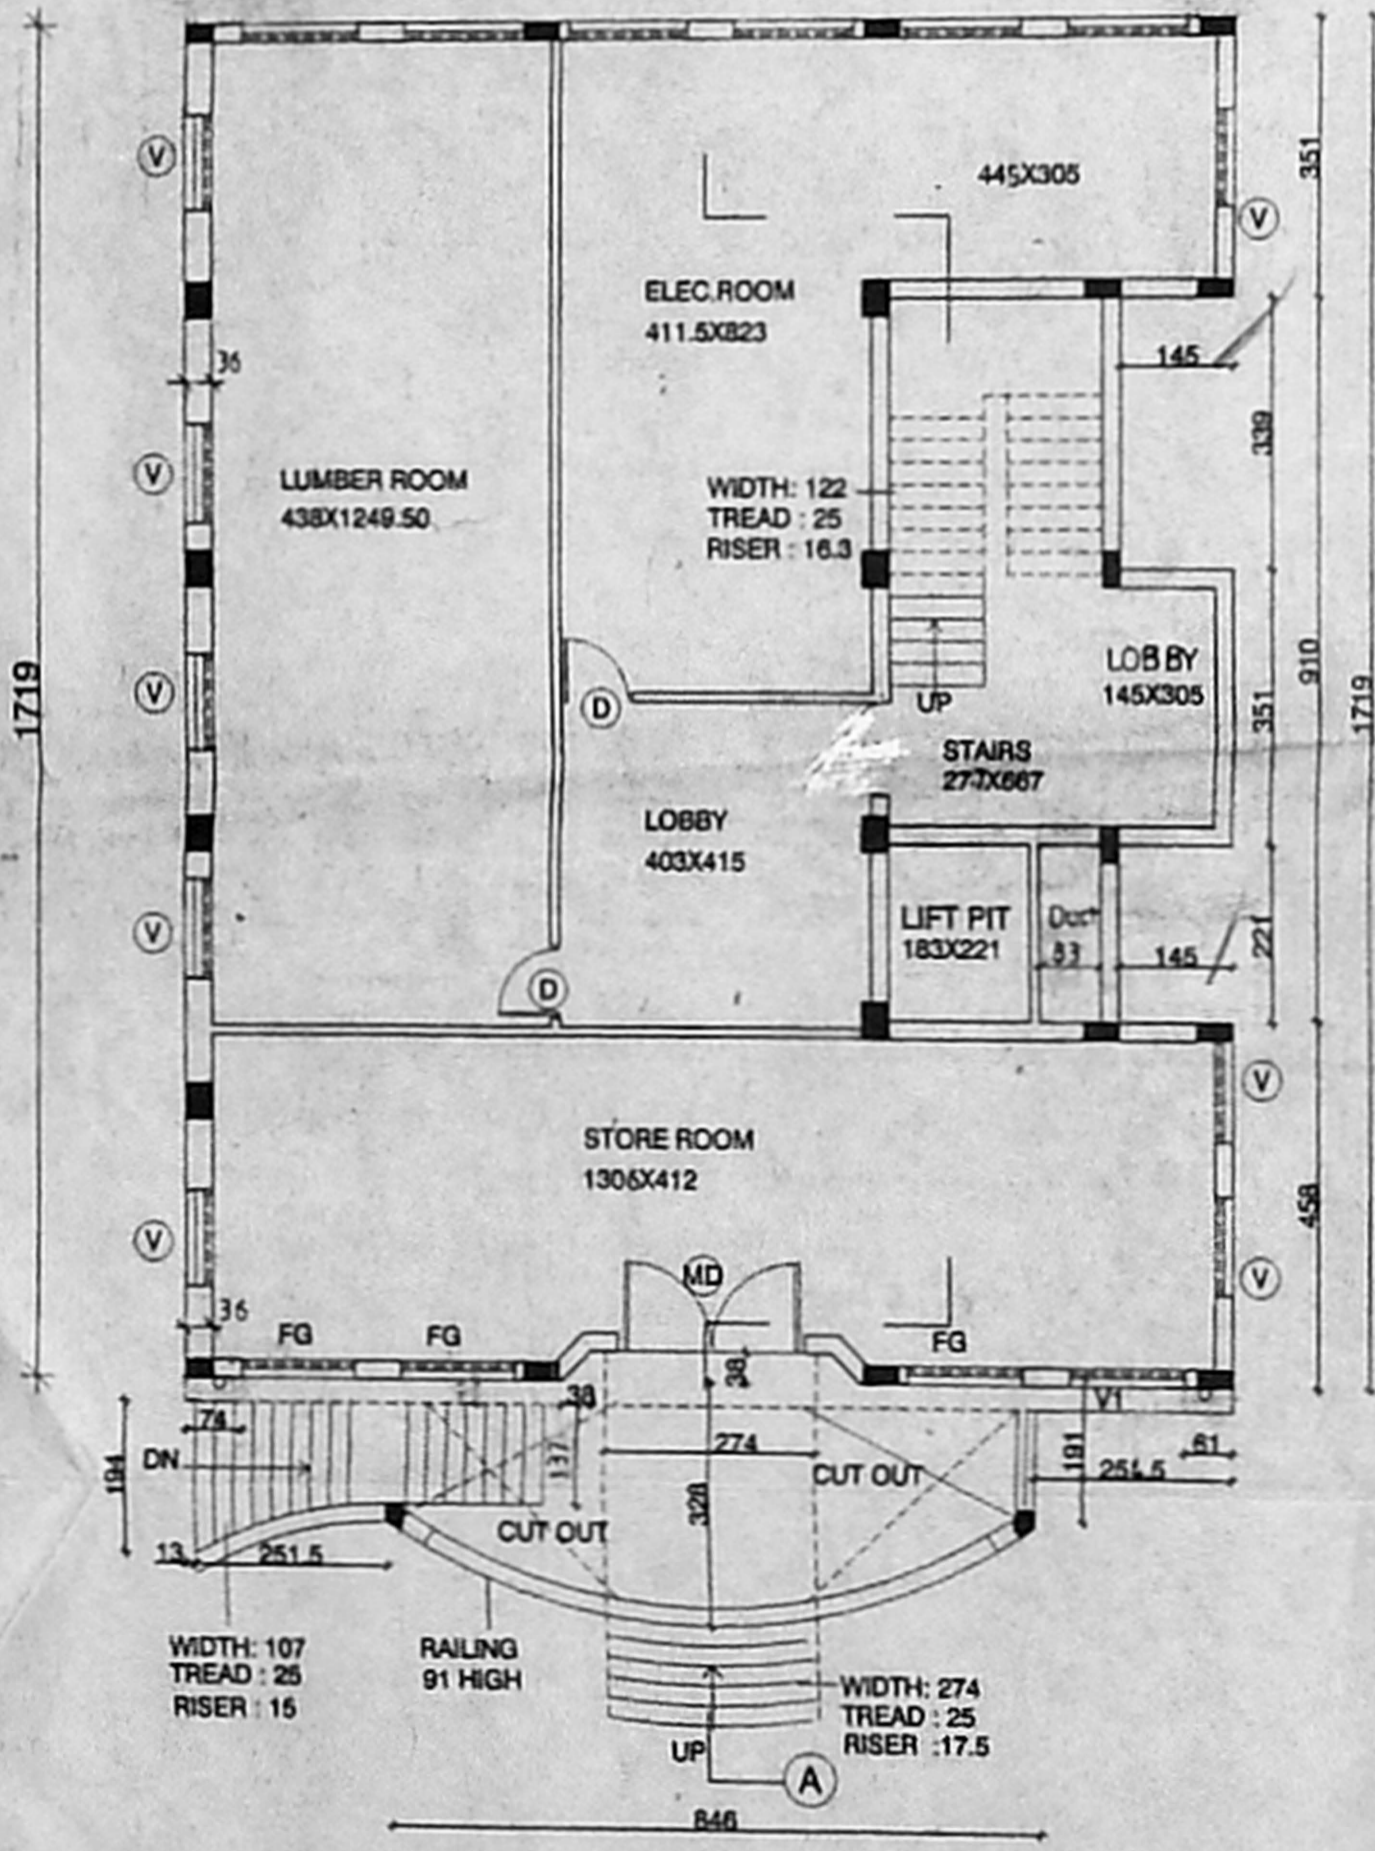 445X305
V
V
ELEC.ROOM
411.5X823
351
36
145
339
LUMBER ROOM
438X1249.50
V
WIDTH: 122
TREAD : 25
RISER : 16.3
1719
V
D
UP
LOBBY
145X305
351
910
1719
STAIRS
277X667
LOBBY
403X415
V
LIFT PIT
183X221
Duct
83
145
221
D
V
STORE ROOM
1305X412
458
V
V
MD
36
FG
FG
FG
38
38
V1
74
DN
194
137
274
CUT OUT
328
191
61
CUT OUT
13
251.5
WIDTH: 107
TREAD : 25
RISER : 15
RAILING
91 HIGH
WIDTH: 274
TREAD : 25
RISER :17.5
UP
A
846